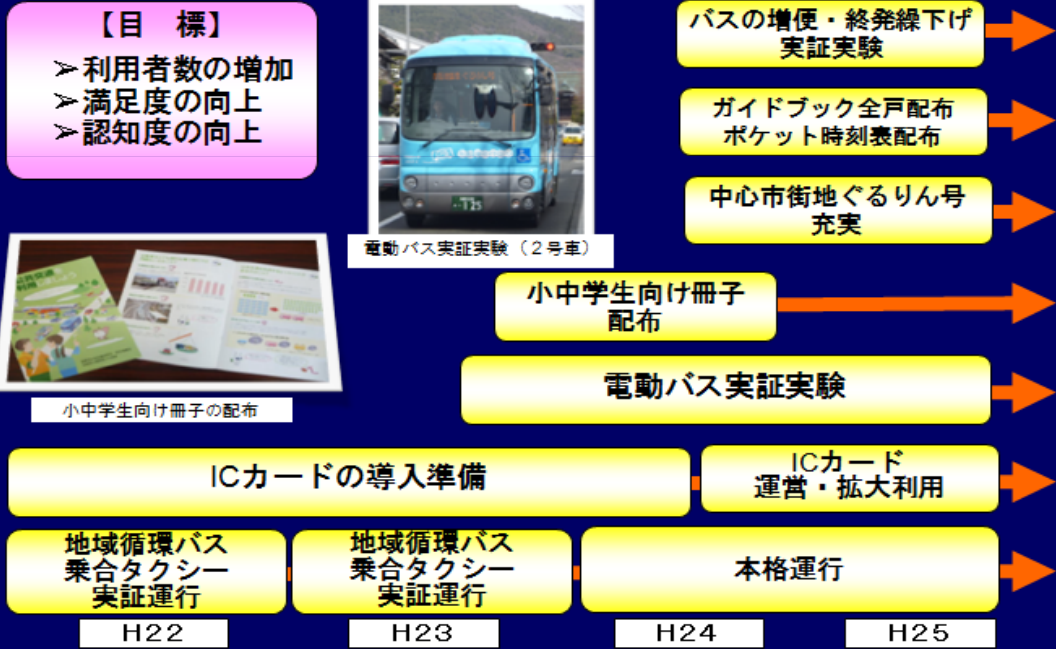 【目　標】
➢利用者数の増加
➢満足度の向上
➢認知度の向上
125
電動バス実証実験（２号車）
バスの増便・終発繰下げ
実証実験
ガイドブック全戸配布
ポケット時刻表配布
中心市街地ぐるりん号
充実
小中学生向け冊子
配布
小中学生向け冊子の配布
電動バス実証実験
ICカードの導入準備
ICカード
運営・拡大利用
地域循環バス
乗合タクシー
実証運行
地域循環バス
乗合タクシー
実証運行
本格運行
H22
H23
H24
H25